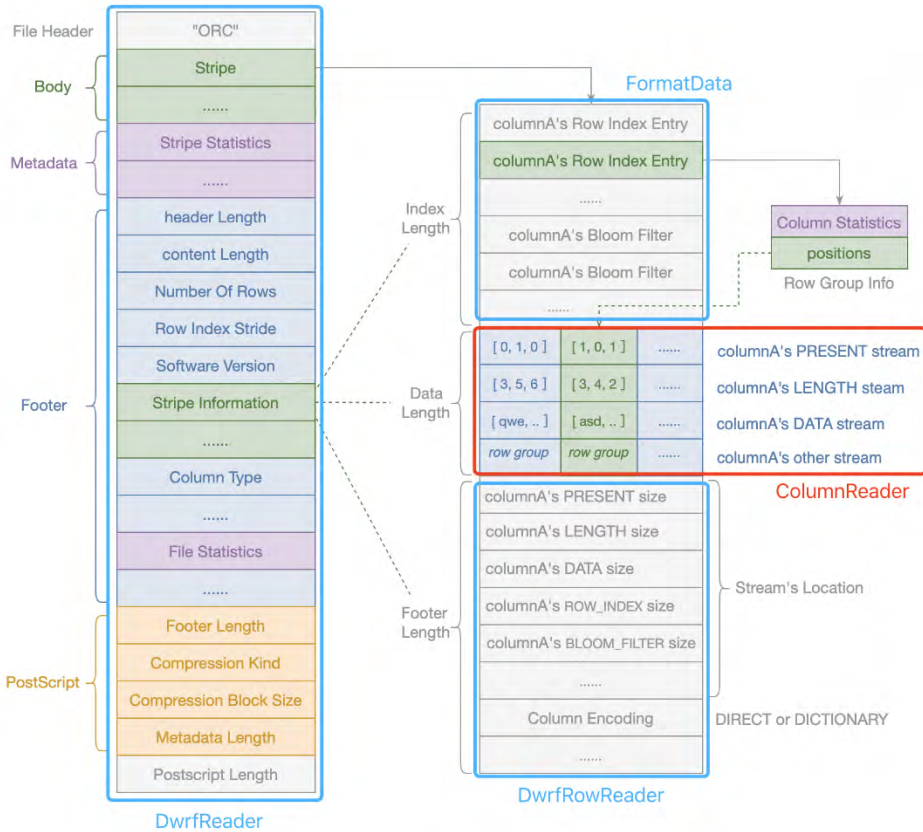 File Header
"ORC"
Body
Stripe
......
Metadata
Stripe Statistics
......
Footer
header Length
content Length
Number Of Rows
Row Index Stride
Software Version
Stripe Information
......
Column Type
......
File Statistics
......
PostScript
Footer Length
Compression Kind
Compression Block Size
Metadata Length
Postscript Length
DwrfReader
FormatData
Index
Length
columnA's Row Index Entry
columnA's Row Index Entry
......
columnA's Bloom Filter
columnA's Bloom Filter
......
Column Statistics
positions
Row Group Info
Data
Length
[ 0, 1, 0 ] [ 1, 0, 1 ] ...... columnA's PRESENT stream
[ 3, 5, 6 ] [ 3, 4, 2 ] ...... columnA's LENGTH steam
[ qwe, .. ] [ asd, .. ] ...... columnA's DATA stream
row group row group ...... columnA's other stream
ColumnReader
Footer
Length
columnA's PRESENT size
columnA's LENGTH size
columnA's DATA size
columnA's ROW_INDEX size
columnA's BLOOM_FILTER size
......
Stream's Location
Column Encoding DIRECT or DICTIONARY
......
DwrfRowReader